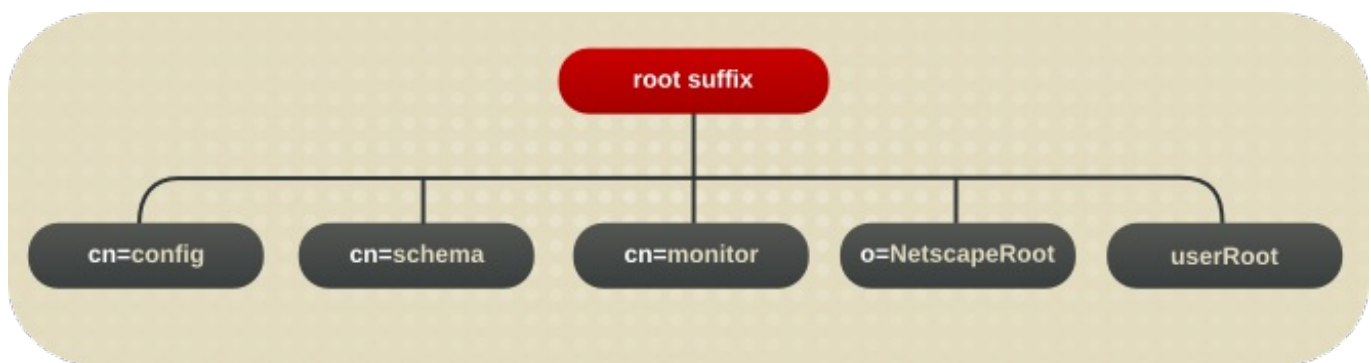 root suffix
cn=config
cn=schema
cn=monitor
o=NetscapeRoot
userRoot